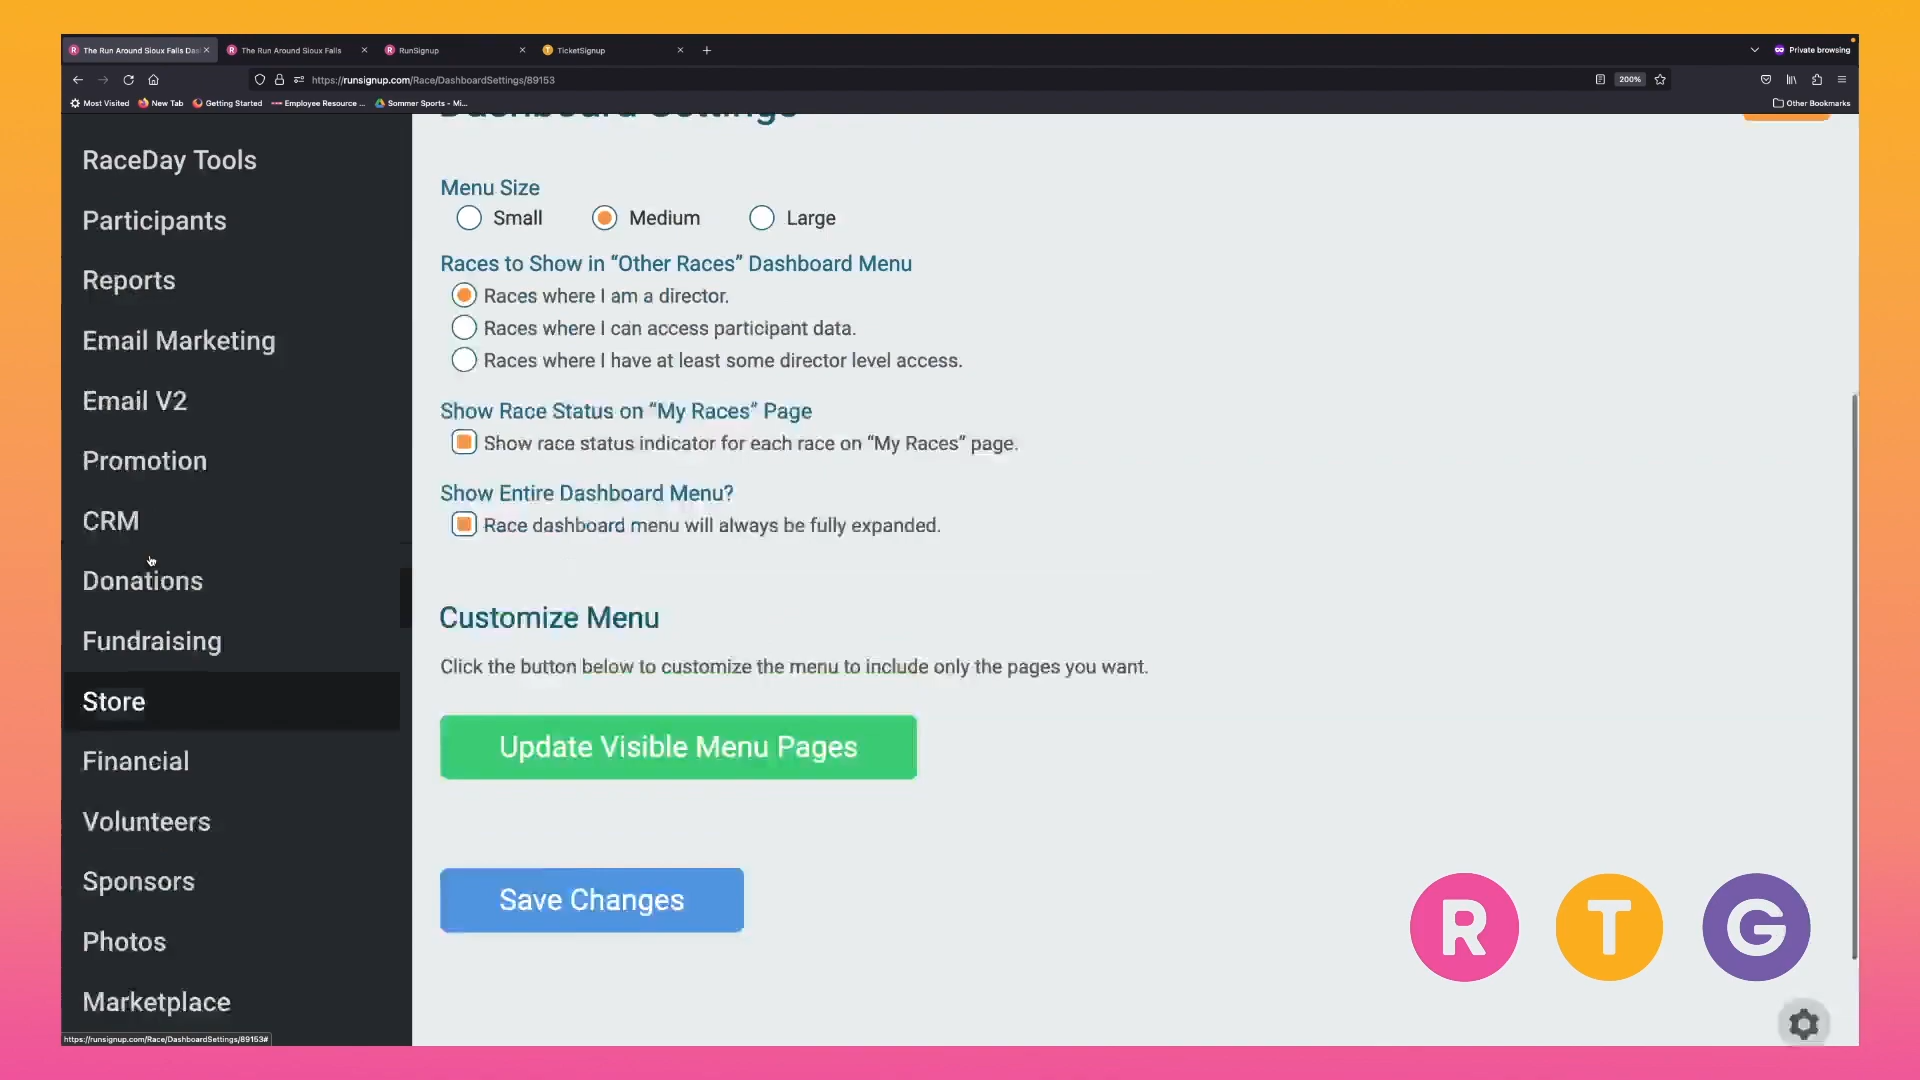 The Run Around Sioux Falls Das
The Run Around Sioux Falls
RunSignup
TicketSignup
Private browsing
https://runsignup.com/Race/DashboardSettings/89153
200%
Most Visited
New Tab
Getting Started
Employee Resource ...
Sommer Sports - Mi...
Other Bookmarks
Dashboard Settings
RaceDay Tools
Participants
Reports
Email Marketing
Email V2
Promotion
CRM
Donations
Fundraising
Store
Financial
Volunteers
Sponsors
Photos
Marketplace
https://runsignup.com/Race/DashboardSettings/89153#
Menu Size
Small
Medium
Large
Races to Show in “Other Races” Dashboard Menu
Races where I am a director.
Races where I can access participant data.
Races where I have at least some director level access.
Show Race Status on “My Races” Page
Show race status indicator for each race on “My Races” page.
Show Entire Dashboard Menu?
Race dashboard menu will always be fully expanded.
Customize Menu
Click the button below to customize the menu to include only the pages you want.
Update Visible Menu Pages
Save Changes
R T G